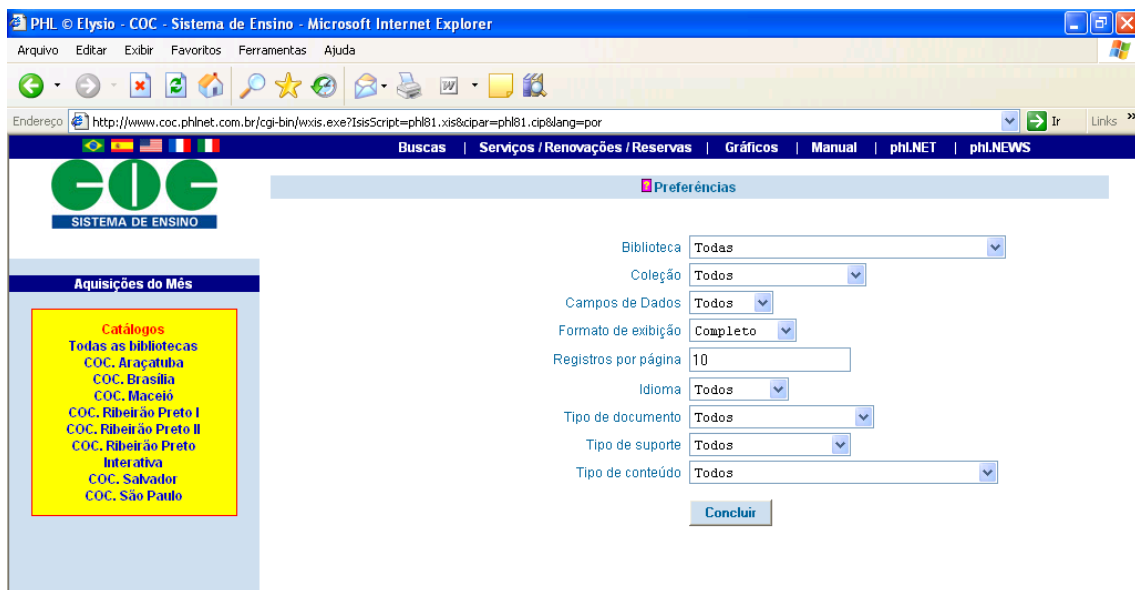 PHL © Elysio - COC - Sistema de Ensino - Microsoft Internet Explorer
Arquivo Editar Exibir Favoritos Ferramentas Ajuda
Endereço http://www.coc.phlnet.com.br/cgi-bin/wxis.exe?IsisScript=phl81.xis&cipar=phl81.cip&lang=por Ir Links »
Buscas | Serviços / Renovações / Reservas | Gráficos | Manual | phl.NET | phl.NEWS
COC
SISTEMA DE ENSINO
Aquisições do Mês
Catálogos
Todas as bibliotecas
COC. Araçatuba
COC. Brasília
COC. Maceió
COC. Ribeirão Preto I
COC. Ribeirão Preto II
COC. Ribeirão Preto
Interativa
COC. Salvador
COC. São Paulo
? Preferências
Biblioteca Todas
Coleção Todos
Campos de Dados Todos
Formato de exibição Completo
Registros por página 10
Idioma Todos
Tipo de documento Todos
Tipo de suporte Todos
Tipo de conteúdo Todos
Concluir